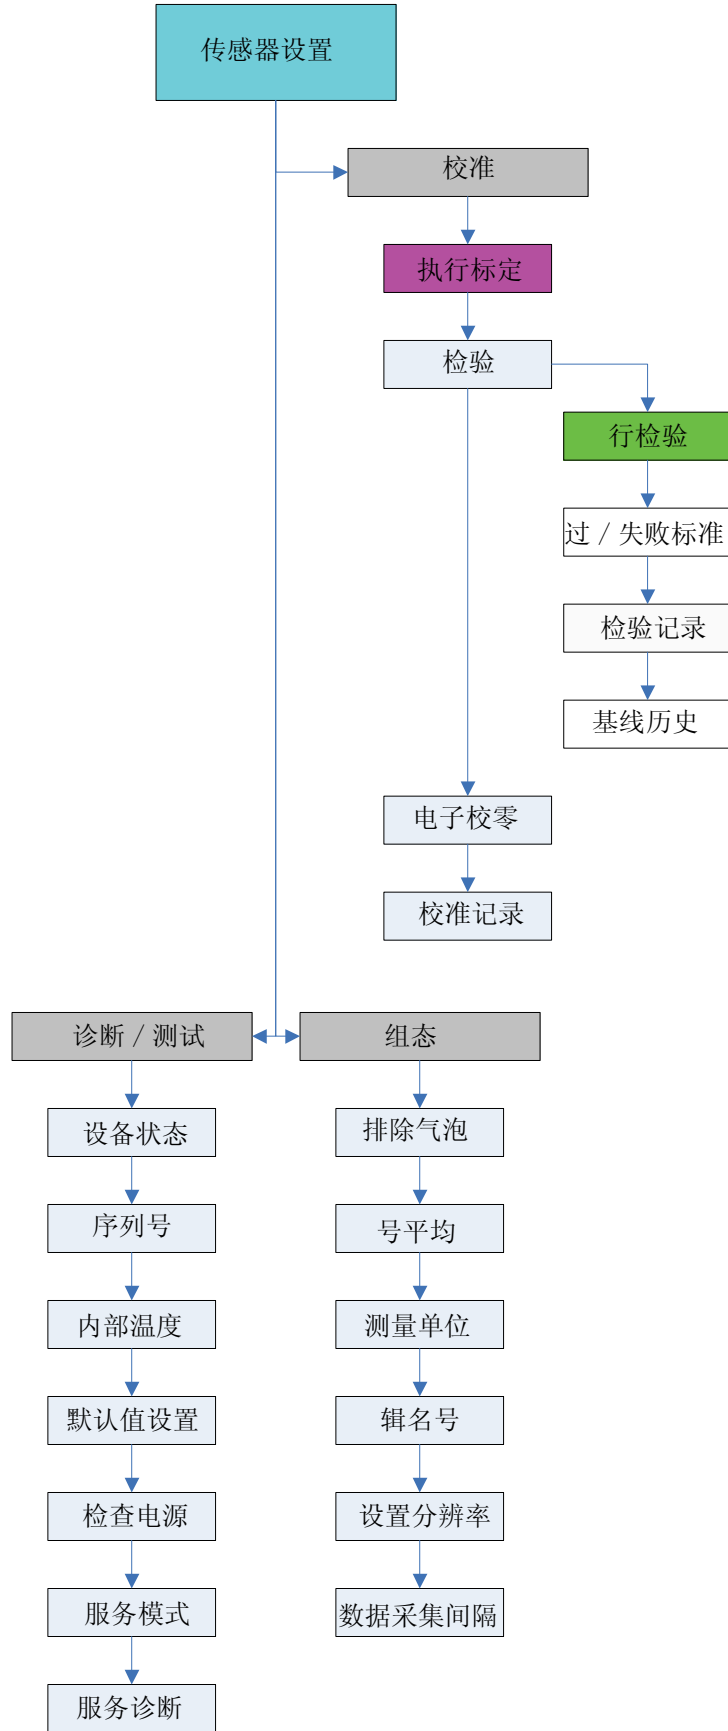 传感器设置
校准
执行标定
检验
行检验
过 / 失败标准
检验记录
基线历史
电子校零
校准记录
诊断 / 测试
设备状态
序列号
内部温度
默认值设置
检查电源
服务模式
服务诊断
组态
排除气泡
号平均
测量单位
辑名号
设置分辨率
数据采集间隔